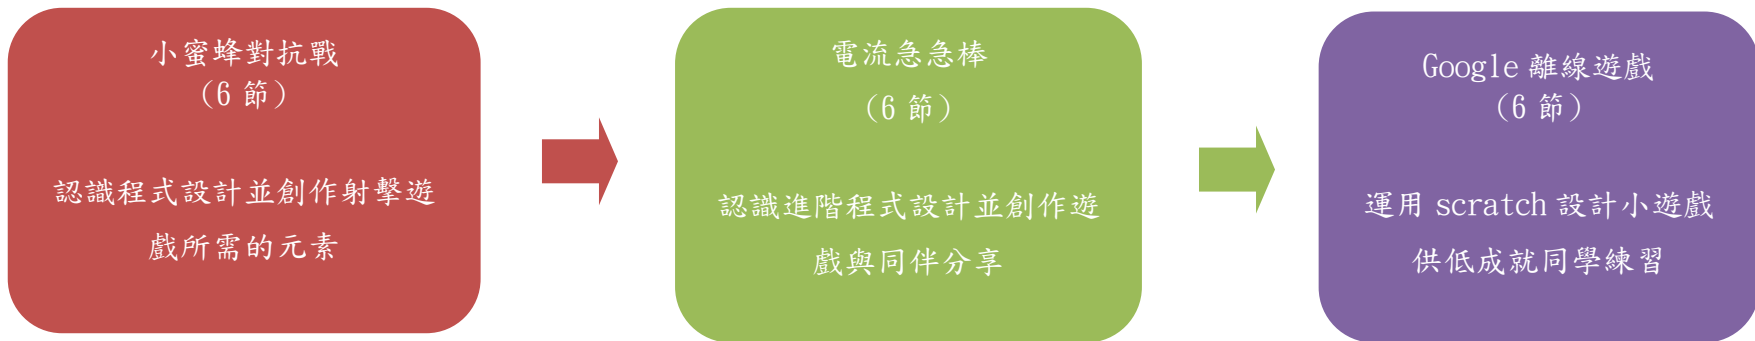 小蜜蜂對抗戰
（6 節）
認識程式設計並創作射擊遊
戲所需的元素
電流急急棒
（6 節）
認識進階程式設計並創作遊
戲與同伴分享
Google 離線遊戲
（6 節）
運用 scratch 設計小遊戲
供低成就同學練習